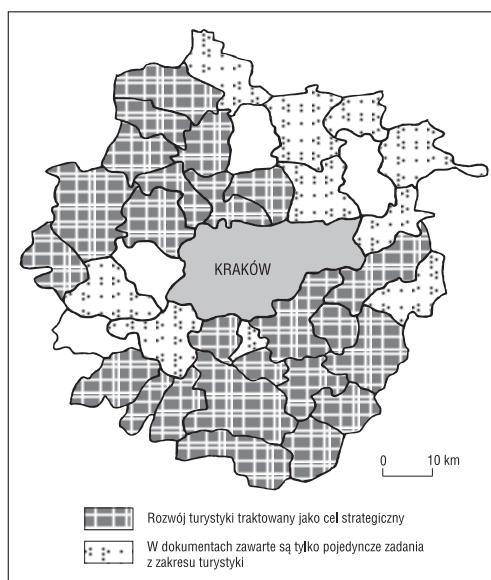 KRAKÓW
0 10 km
Rozwój turystyki traktowany jako cel strategiczny
W dokumentach zawarte są tylko pojedyncze zadania
z zakresu turystyki